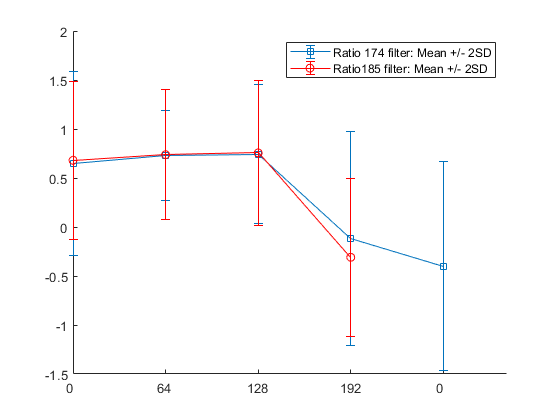 2
Ratio 174 filter: Mean +/- 2SD
Ratio185 filter: Mean +/- 2SD
1.5
1
0.5
0
-0.5
-1
-1.5
0 64 128 192 0